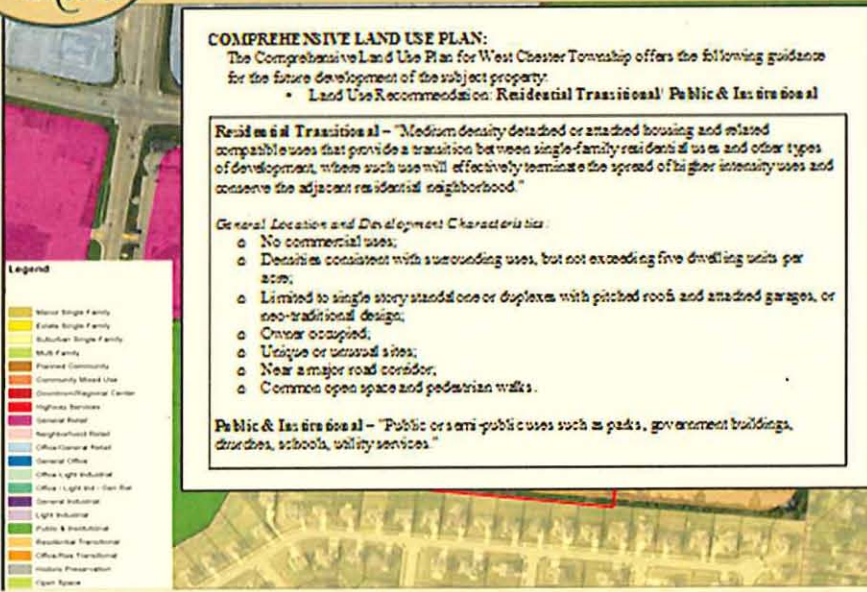 COMPREHENSIVE LAND USE PLAN:
The Comprehensive Land Use Plan for West Chester Township offers the following guidance
for the future development of the subject property:
• Land Use Recommendation: Residential Transitional/ Public & Institutional
Residential Transitional – "Medium density detached or attached housing and related
compatible uses that provide a transition between single-family residential uses and other types
of development, where such use will effectively terminate the spread of higher intensity uses and
conserve the adjacent residential neighborhood."
General Location and Development Characteristics:
o No commercial uses;
o Densities consistent with surrounding uses, but not exceeding five dwelling units per
acre;
o Limited to single story standalone or duplexes with pitched roofs and attached garages, or
neo-traditional design;
o Owner occupied;
o Unique or unusual sites;
o Near a major road corridor;
o Common open space and pedestrian walks.
Public & Institutional – "Public or semi-public uses such as parks, government buildings,
churches, schools, utility services."
Legend
Manor Single Family
Estate Single Family
Suburban Single Family
Multi-Family
Planned Community
Community Mixed Use
Downtown/Regional Center
Highway Services
General Retail
Neighborhood Retail
Office/General Retail
General Office
Office Light Industrial
Office - Light Ind - Gen Ret
General Industrial
Light Industrial
Public & Institutional
Residential Transitional
Office/Res Transitional
Historic Preservation
Open Space